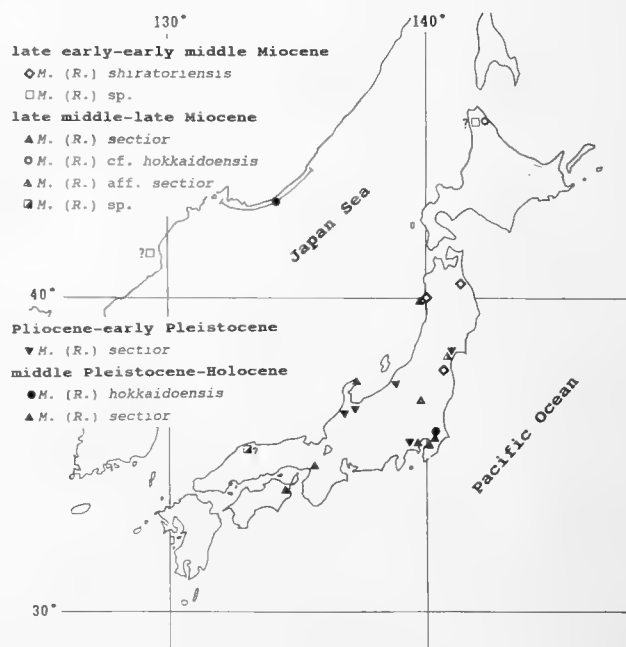 130°
140°
late early-early middle Miocene
◇ M. (R.) shiratoriensis
□ M. (R.) sp.
late middle-late Miocene
▲ M. (R.) sectior
○ M. (R.) cf. hokkaidoensis
△ M. (R.) aff. sectior
◪ M. (R.) sp.
?□
Japan Sea
?□
40°
Pliocene-early Pleistocene
▼ M. (R.) sectior
middle Pleistocene-Holocene
● M. (R.) hokkaidoensis
▲ M. (R.) sectior
Pacific Ocean
?
30°